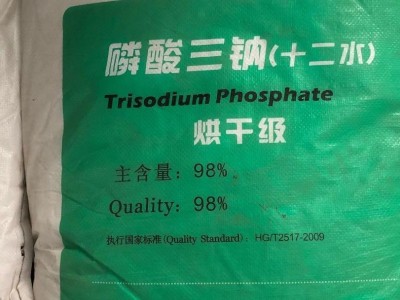 磷酸三钠(十二水)
Trisodium Phosphate
烘干级
主含量: 98%
Quality: 98%
执行国家标准(Quality Standard): HG/T2517-2009